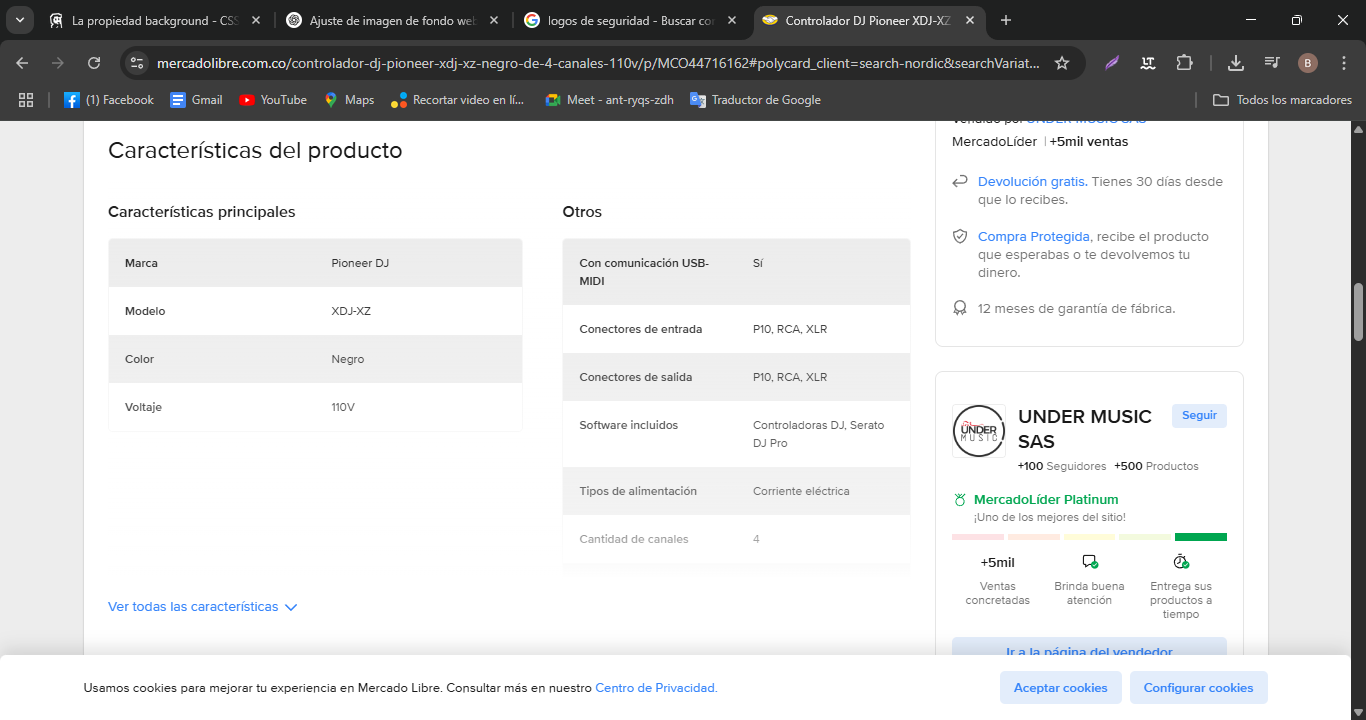 La propiedad background - CSS
Ajuste de imagen de fondo web
logos de seguridad - Buscar con
Controlador DJ Pioneer XDJ-XZ
mercadolibre.com.co/controlador-dj-pioneer-xdj-xz-negro-de-4-canales-110v/p/MCO44716162#polycard_client=search-nordic&searchVariat...
B
(1) Facebook
Gmail
YouTube
Maps
Recortar video en lí...
Meet - ant-ryqs-zdh
Traductor de Google
Todos los marcadores
Características del producto
Características principales
Marca Pioneer DJ
Modelo XDJ-XZ
Color Negro
Voltaje 110V
Ver todas las características
Otros
Con comunicación USB- Sí
MIDI
Conectores de entrada P10, RCA, XLR
Conectores de salida P10, RCA, XLR
Software incluidos Controladoras DJ, Serato
DJ Pro
Tipos de alimentación Corriente eléctrica
Cantidad de canales 4
Vendido por UNDER MUSIC SAS
MercadoLíder | +5mil ventas
Devolución gratis. Tienes 30 días desde
que lo recibes.
Compra Protegida, recibe el producto
que esperabas o te devolvemos tu
dinero.
12 meses de garantía de fábrica.
UNDER
MUSIC
UNDER MUSIC
SAS
Seguir
+100 Seguidores +500 Productos
MercadoLíder Platinum
¡Uno de los mejores del sitio!
+5mil
Ventas
concretadas
Brinda buena
atención
Entrega sus
productos a
tiempo
Ir a la página del vendedor
Usamos cookies para mejorar tu experiencia en Mercado Libre. Consultar más en nuestro Centro de Privacidad.
Aceptar cookies
Configurar cookies